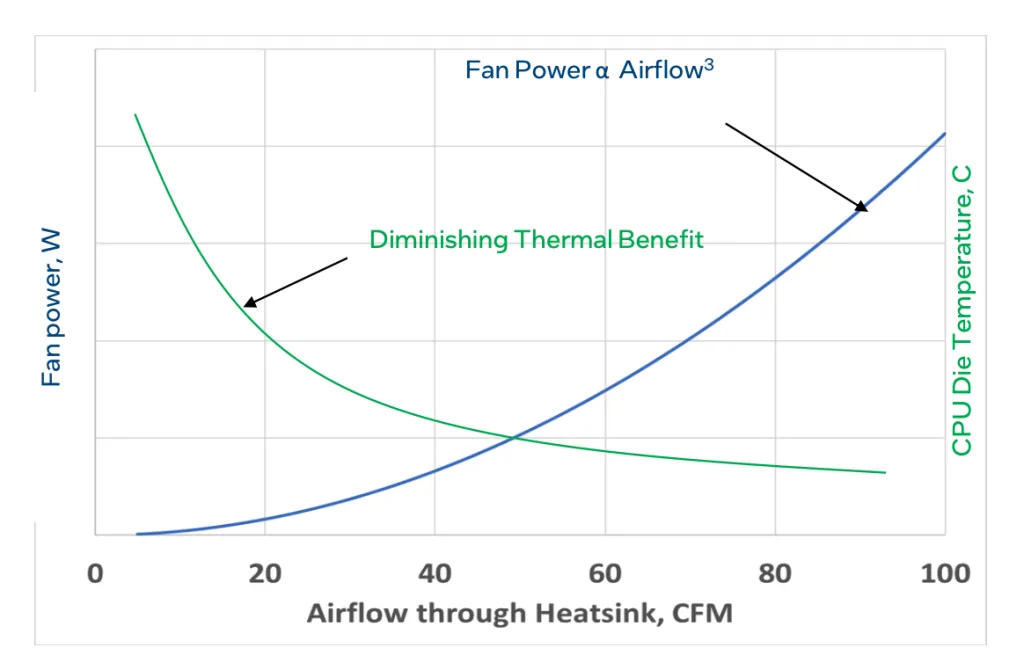 Fan Power α Airflow³
Diminishing Thermal Benefit
Fan power, W
CPU Die Temperature, C
0 20 40 60 80 100
Airflow through Heatsink, CFM